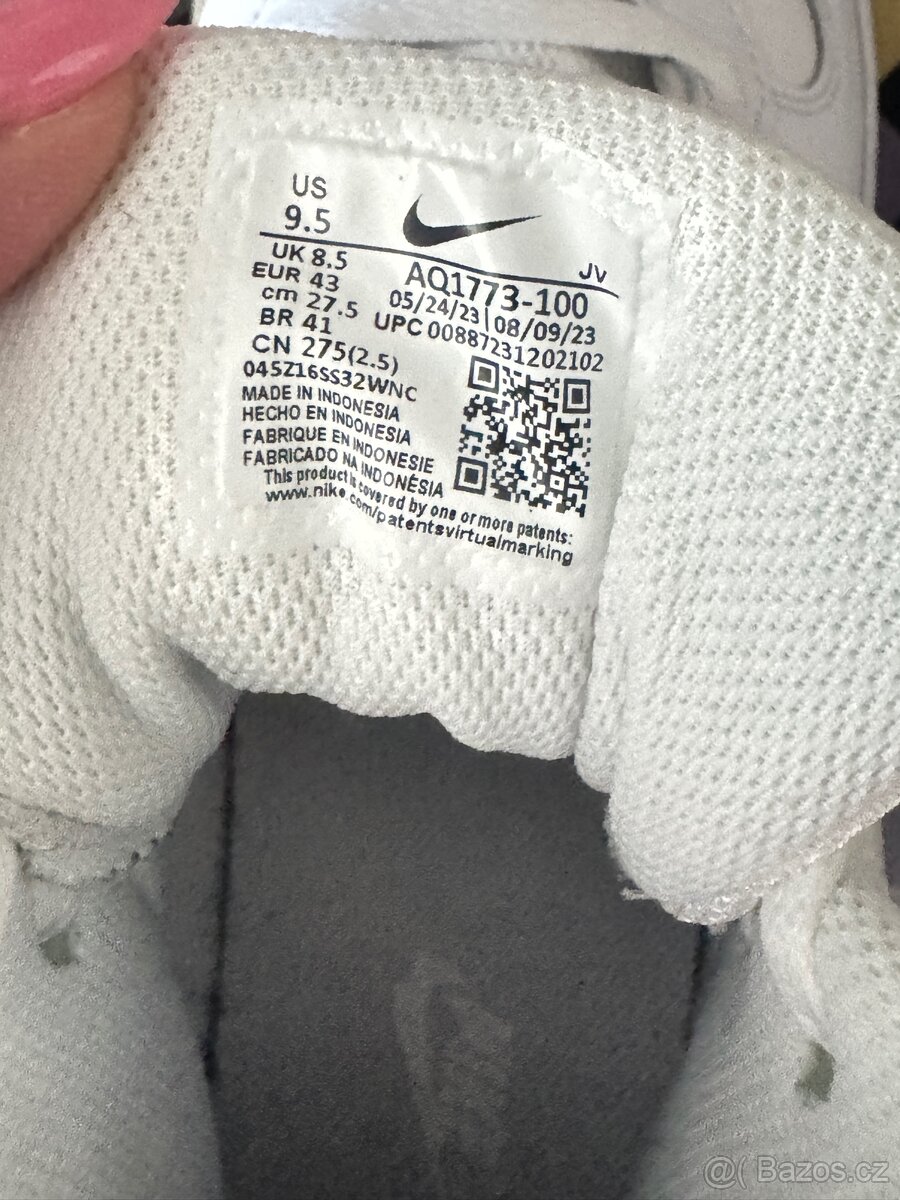 US
9.5
UK 8.5
EUR 43
cm 27.5
BR 41
CN 275(2.5)
JV
AQ1773-100
05/24/23 | 08/09/23
UPC 00887231202102
045Z16SS32WNC
MADE IN INDONESIA
HECHO EN INDONESIA
FABRIQUE EN INDONESIE
FABRICADO NA INDONÉSIA
This product is covered by one or more patents:
www.nike.com/patentsvirtualmarking
@( Bazos.cz